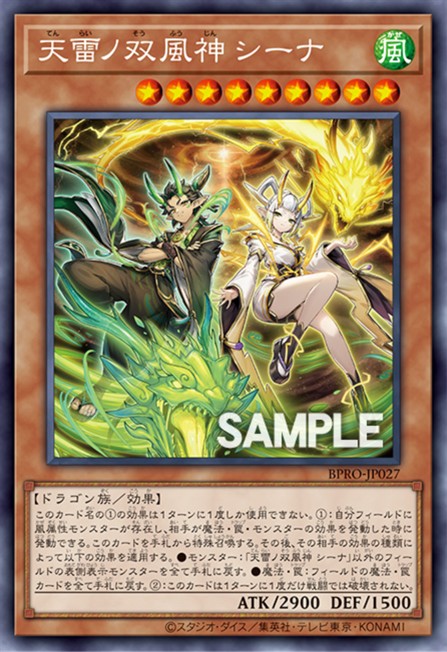 天雷ノ双風神 シーナ
風
SAMPLE
BPRO-JP027
【ドラゴン族/効果】
このカード名の①の効果は1ターンに1度しか使用できない。①:自分フィールドに
風属性モンスターが存在し、相手が魔法・罠・モンスターの効果を発動した時に
発動できる。このカードを手札から特殊召喚する。その後、その相手の効果の種類に
よって以下の効果を適用する。●モンスター:「天雷ノ双風神 シーナ」以外のフィー
ルドの表側表示モンスターを全て手札に戻す。●魔法・罠:フィールドの魔法・罠
カードを全て手札に戻す。②:このカードは1ターンに1度だけ戦闘では破壊されない。
ATK/2900 DEF/1500
©スタジオ・ダイス/集英社・テレビ東京・KONAMI